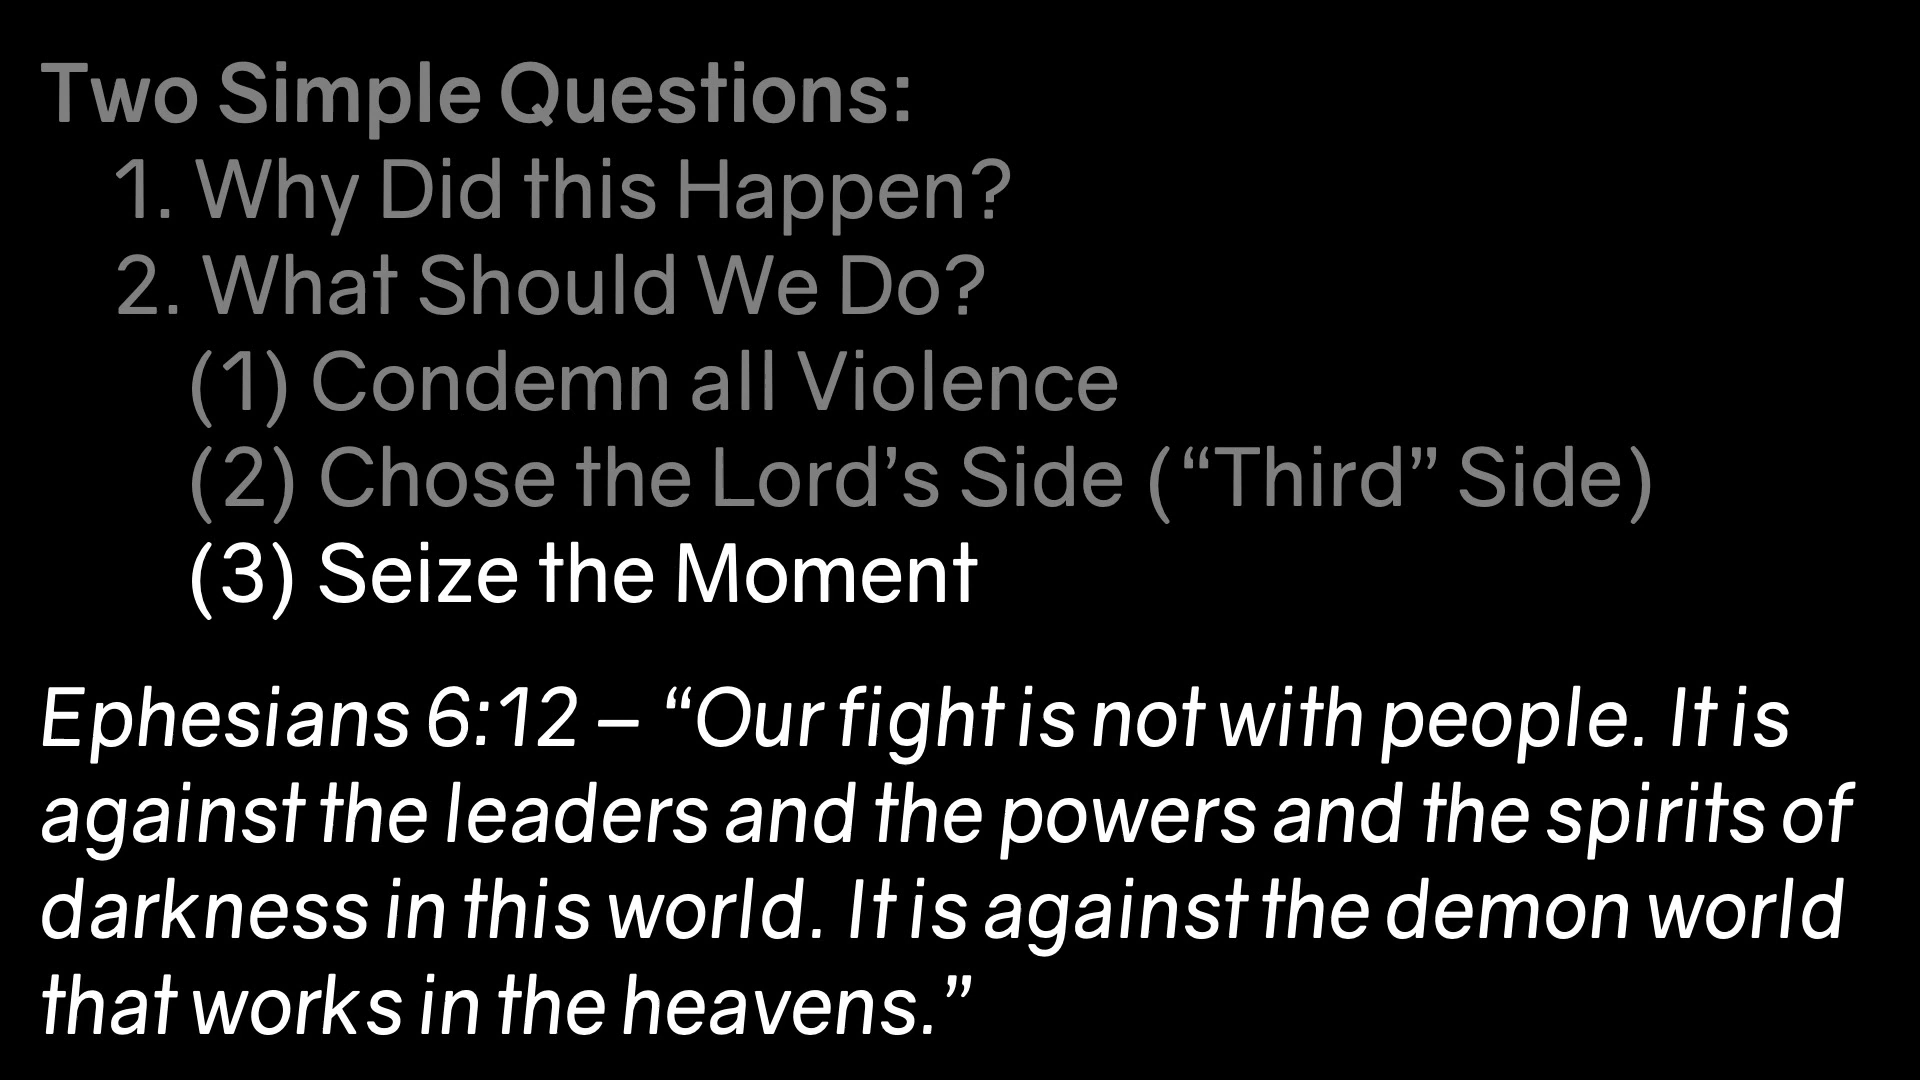 Two Simple Questions:
1. Why Did this Happen?
2. What Should We Do?
(1) Condemn all Violence
(2) Chose the Lord’s Side (“Third” Side)
(3) Seize the Moment
Ephesians 6:12 – “Our fight is not with people. It is
against the leaders and the powers and the spirits of
darkness in this world. It is against the demon world
that works in the heavens.”